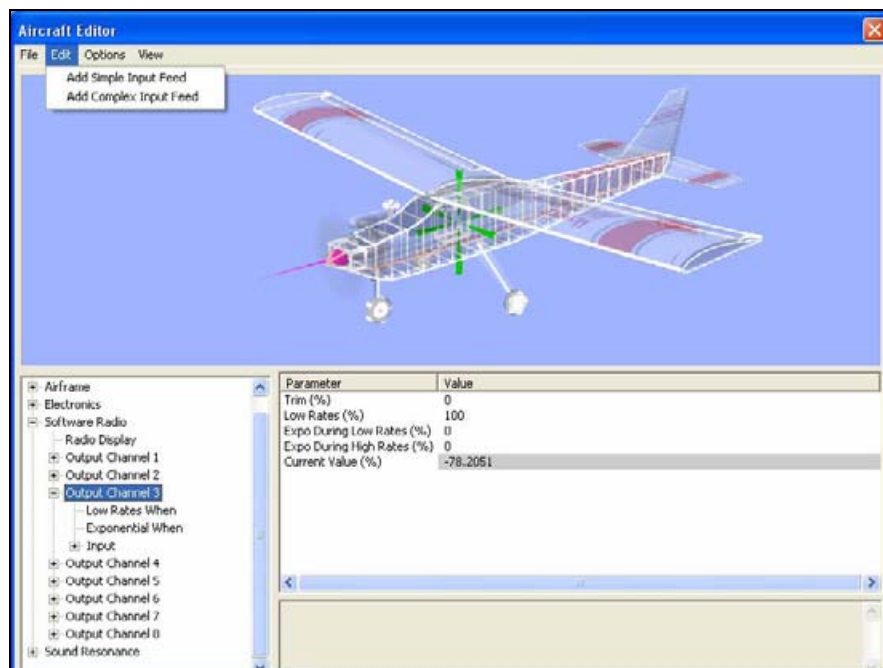 Aircraft Editor
File Edit Options View
Add Simple Input Feed
Add Complex Input Feed
Airframe
Electronics
Software Radio
Radio Display
Output Channel 1
Output Channel 2
Output Channel 3
Low Rates When
Exponential When
Input
Output Channel 4
Output Channel 5
Output Channel 6
Output Channel 7
Output Channel 8
Sound Resonance
Parameter Value
Trim (%) 0
Low Rates (%) 100
Expo During Low Rates (%) 0
Expo During High Rates (%) 0
Current Value (%) -78.2051